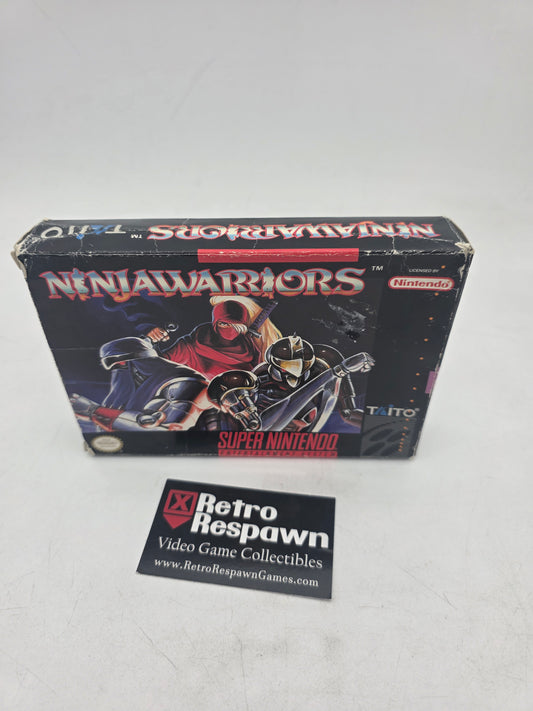 NINJAWARRIORS TM TAITO
NINJAWARRIORS TM
LICENSED BY
Nintendo
TAITO
SUPER NINTENDO
ENTERTAINMENT SYSTEM
Retro
Respawn
Video Game Collectibles
www.RetroRespawnGames.com